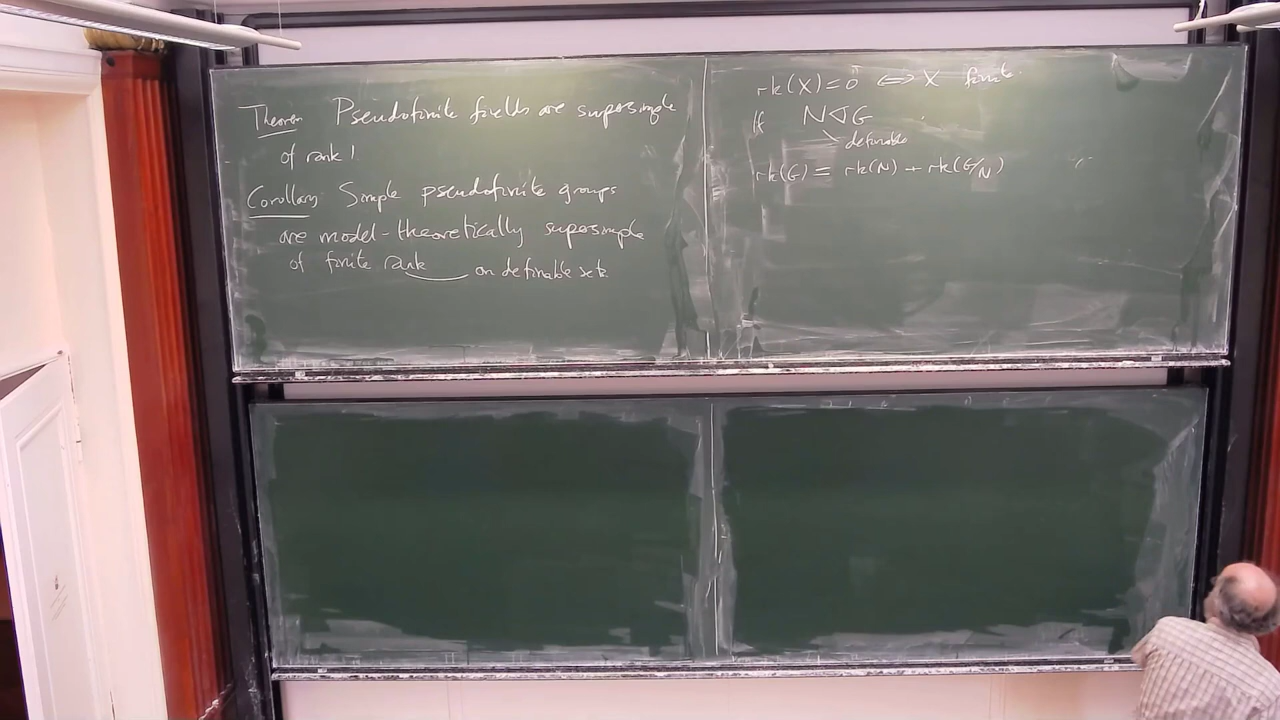 Theorem Pseudofinite fields are supersimple
of rank 1
Corollary Simple pseudofinite groups
are model-theoretically supersimple
of finite rank on definable sets
rk(X)=0 ⇔ X finite.
If N◁G
definable
rk(G) = rk(N) + rk(G/N)